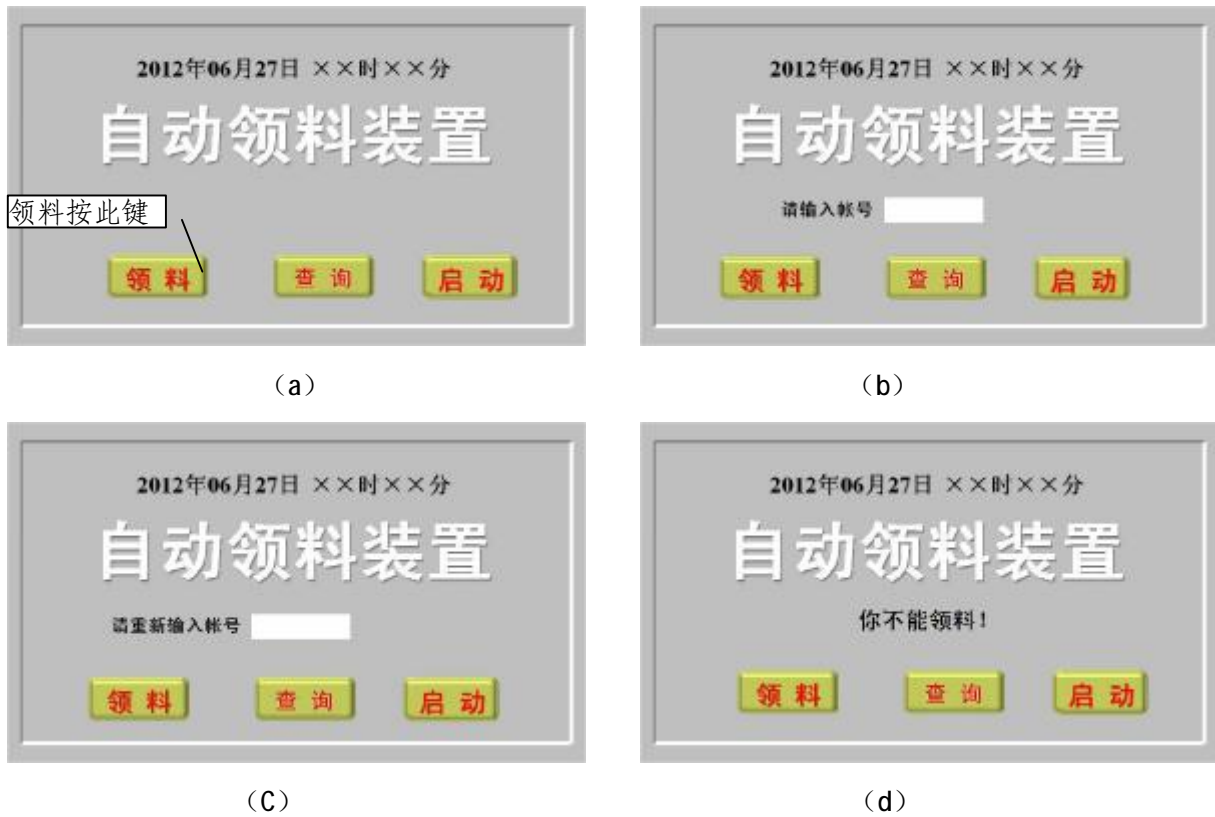 2012年06月27日 ××时××分
自动领料装置
领料按此键
领 料 查 询 启 动
(a)
2012年06月27日 ××时××分
自动领料装置
请输入帐号
领 料 查 询 启 动
(b)
2012年06月27日 ××时××分
自动领料装置
请重新输入帐号
领 料 查 询 启 动
(C)
2012年06月27日 ××时××分
自动领料装置
你不能领料!
领 料 查 询 启 动
(d)